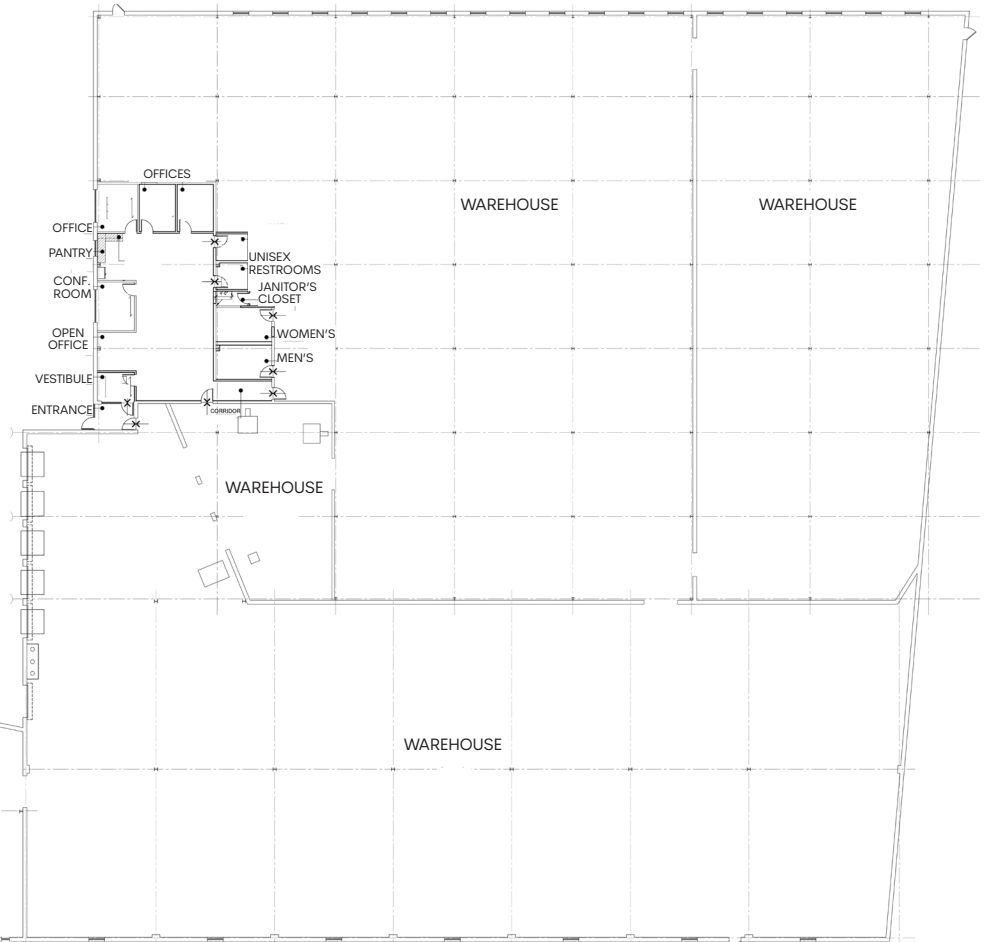 OFFICES
WAREHOUSE
WAREHOUSE
OFFICE
PANTRY
UNISEX
RESTROOMS
CONF.
ROOM
JANITOR'S
CLOSET
OPEN
OFFICE
WOMEN'S
MEN'S
VESTIBULE
ENTRANCE
CORRIDOR
WAREHOUSE
WAREHOUSE